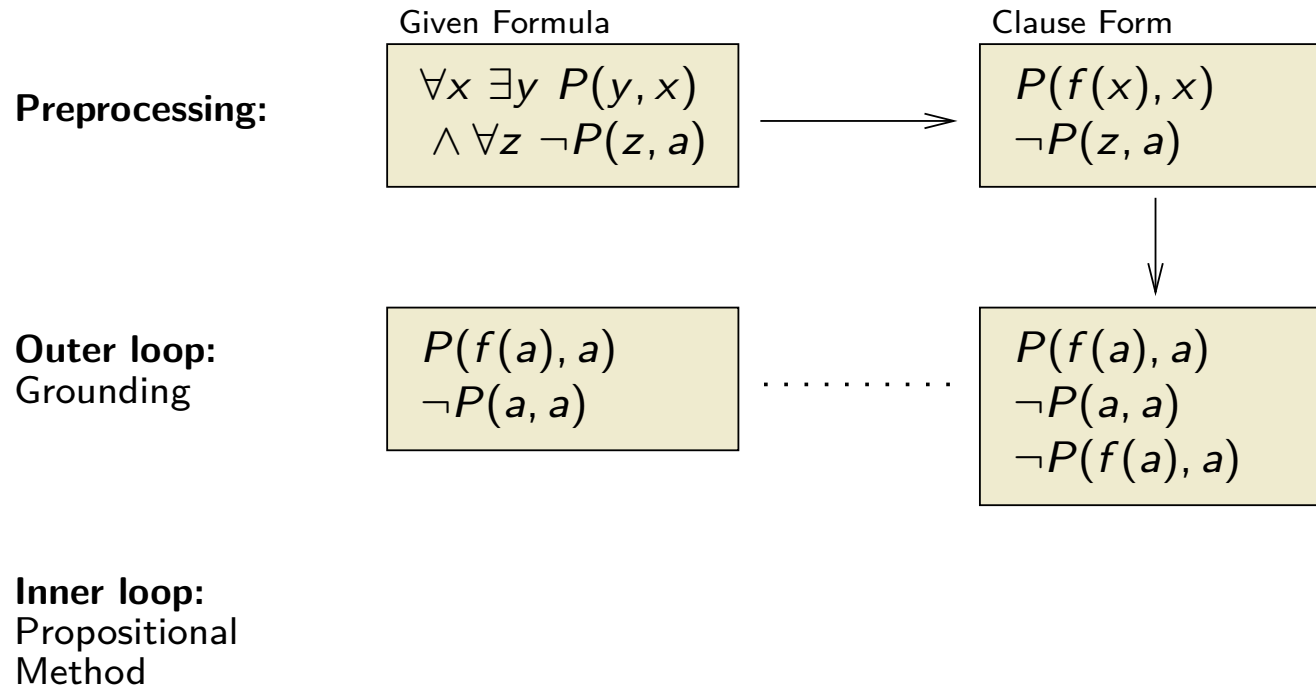 Given Formula
Clause Form
Preprocessing:
∀x ∃y P(y, x)
∧ ∀z ¬P(z, a)
P(f(x), x)
¬P(z, a)
Outer loop:
Grounding
P(f(a), a)
¬P(a, a)
P(f(a), a)
¬P(a, a)
¬P(f(a), a)
Inner loop:
Propositional
Method